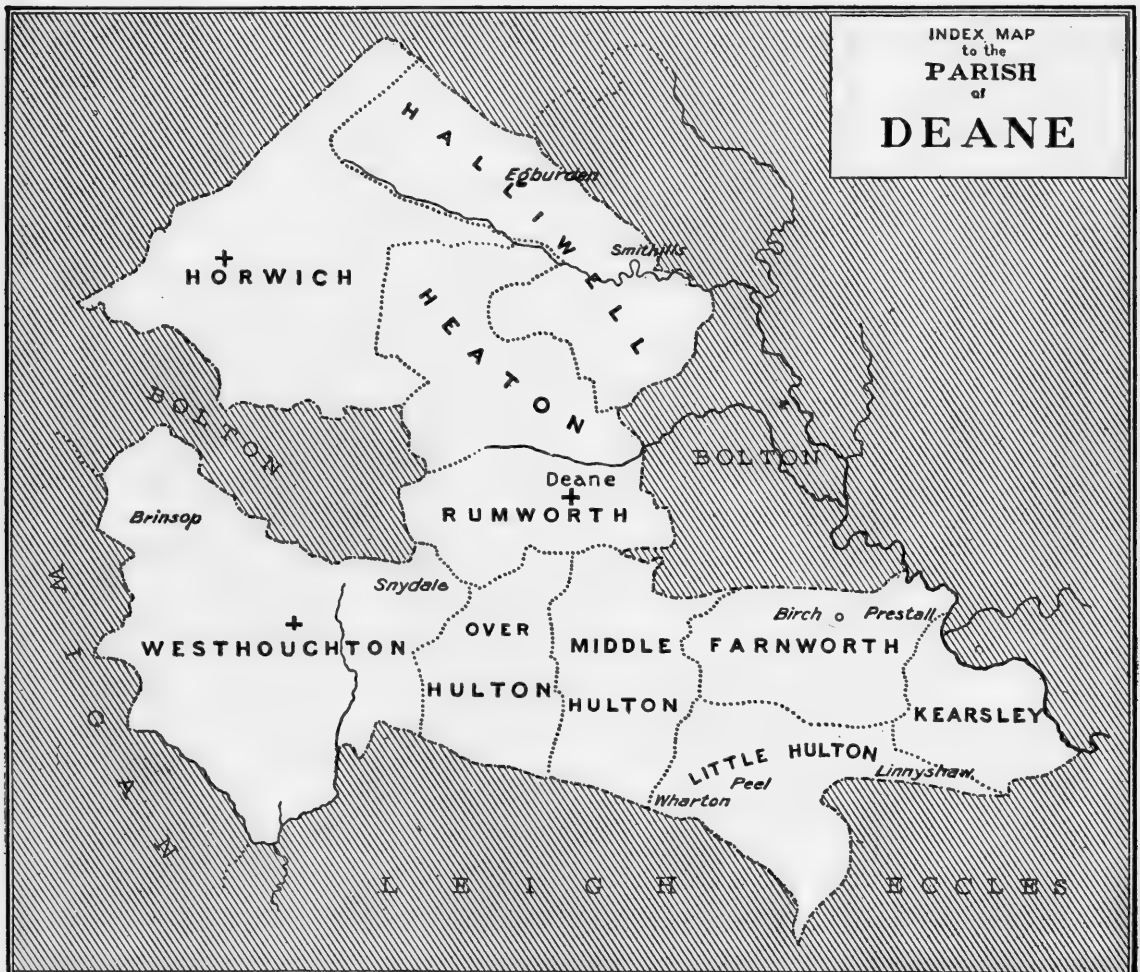 INDEX MAP
to the
PARISH
of
DEANE
HALLIWELL
Egburden
Smithills
HORWICH
HEATON
BOLTON
BOLTON
Deane
RUMWORTH
Brinsop
Snydale
WESTHOUGHTON
OVER
HULTON
MIDDLE
HULTON
Birch
Prestall
FARNWORTH
KEARSLEY
LITTLE HULTON
Peel
Linnyshaw
Wharton
WIGAN
LEIGH
ECCLES